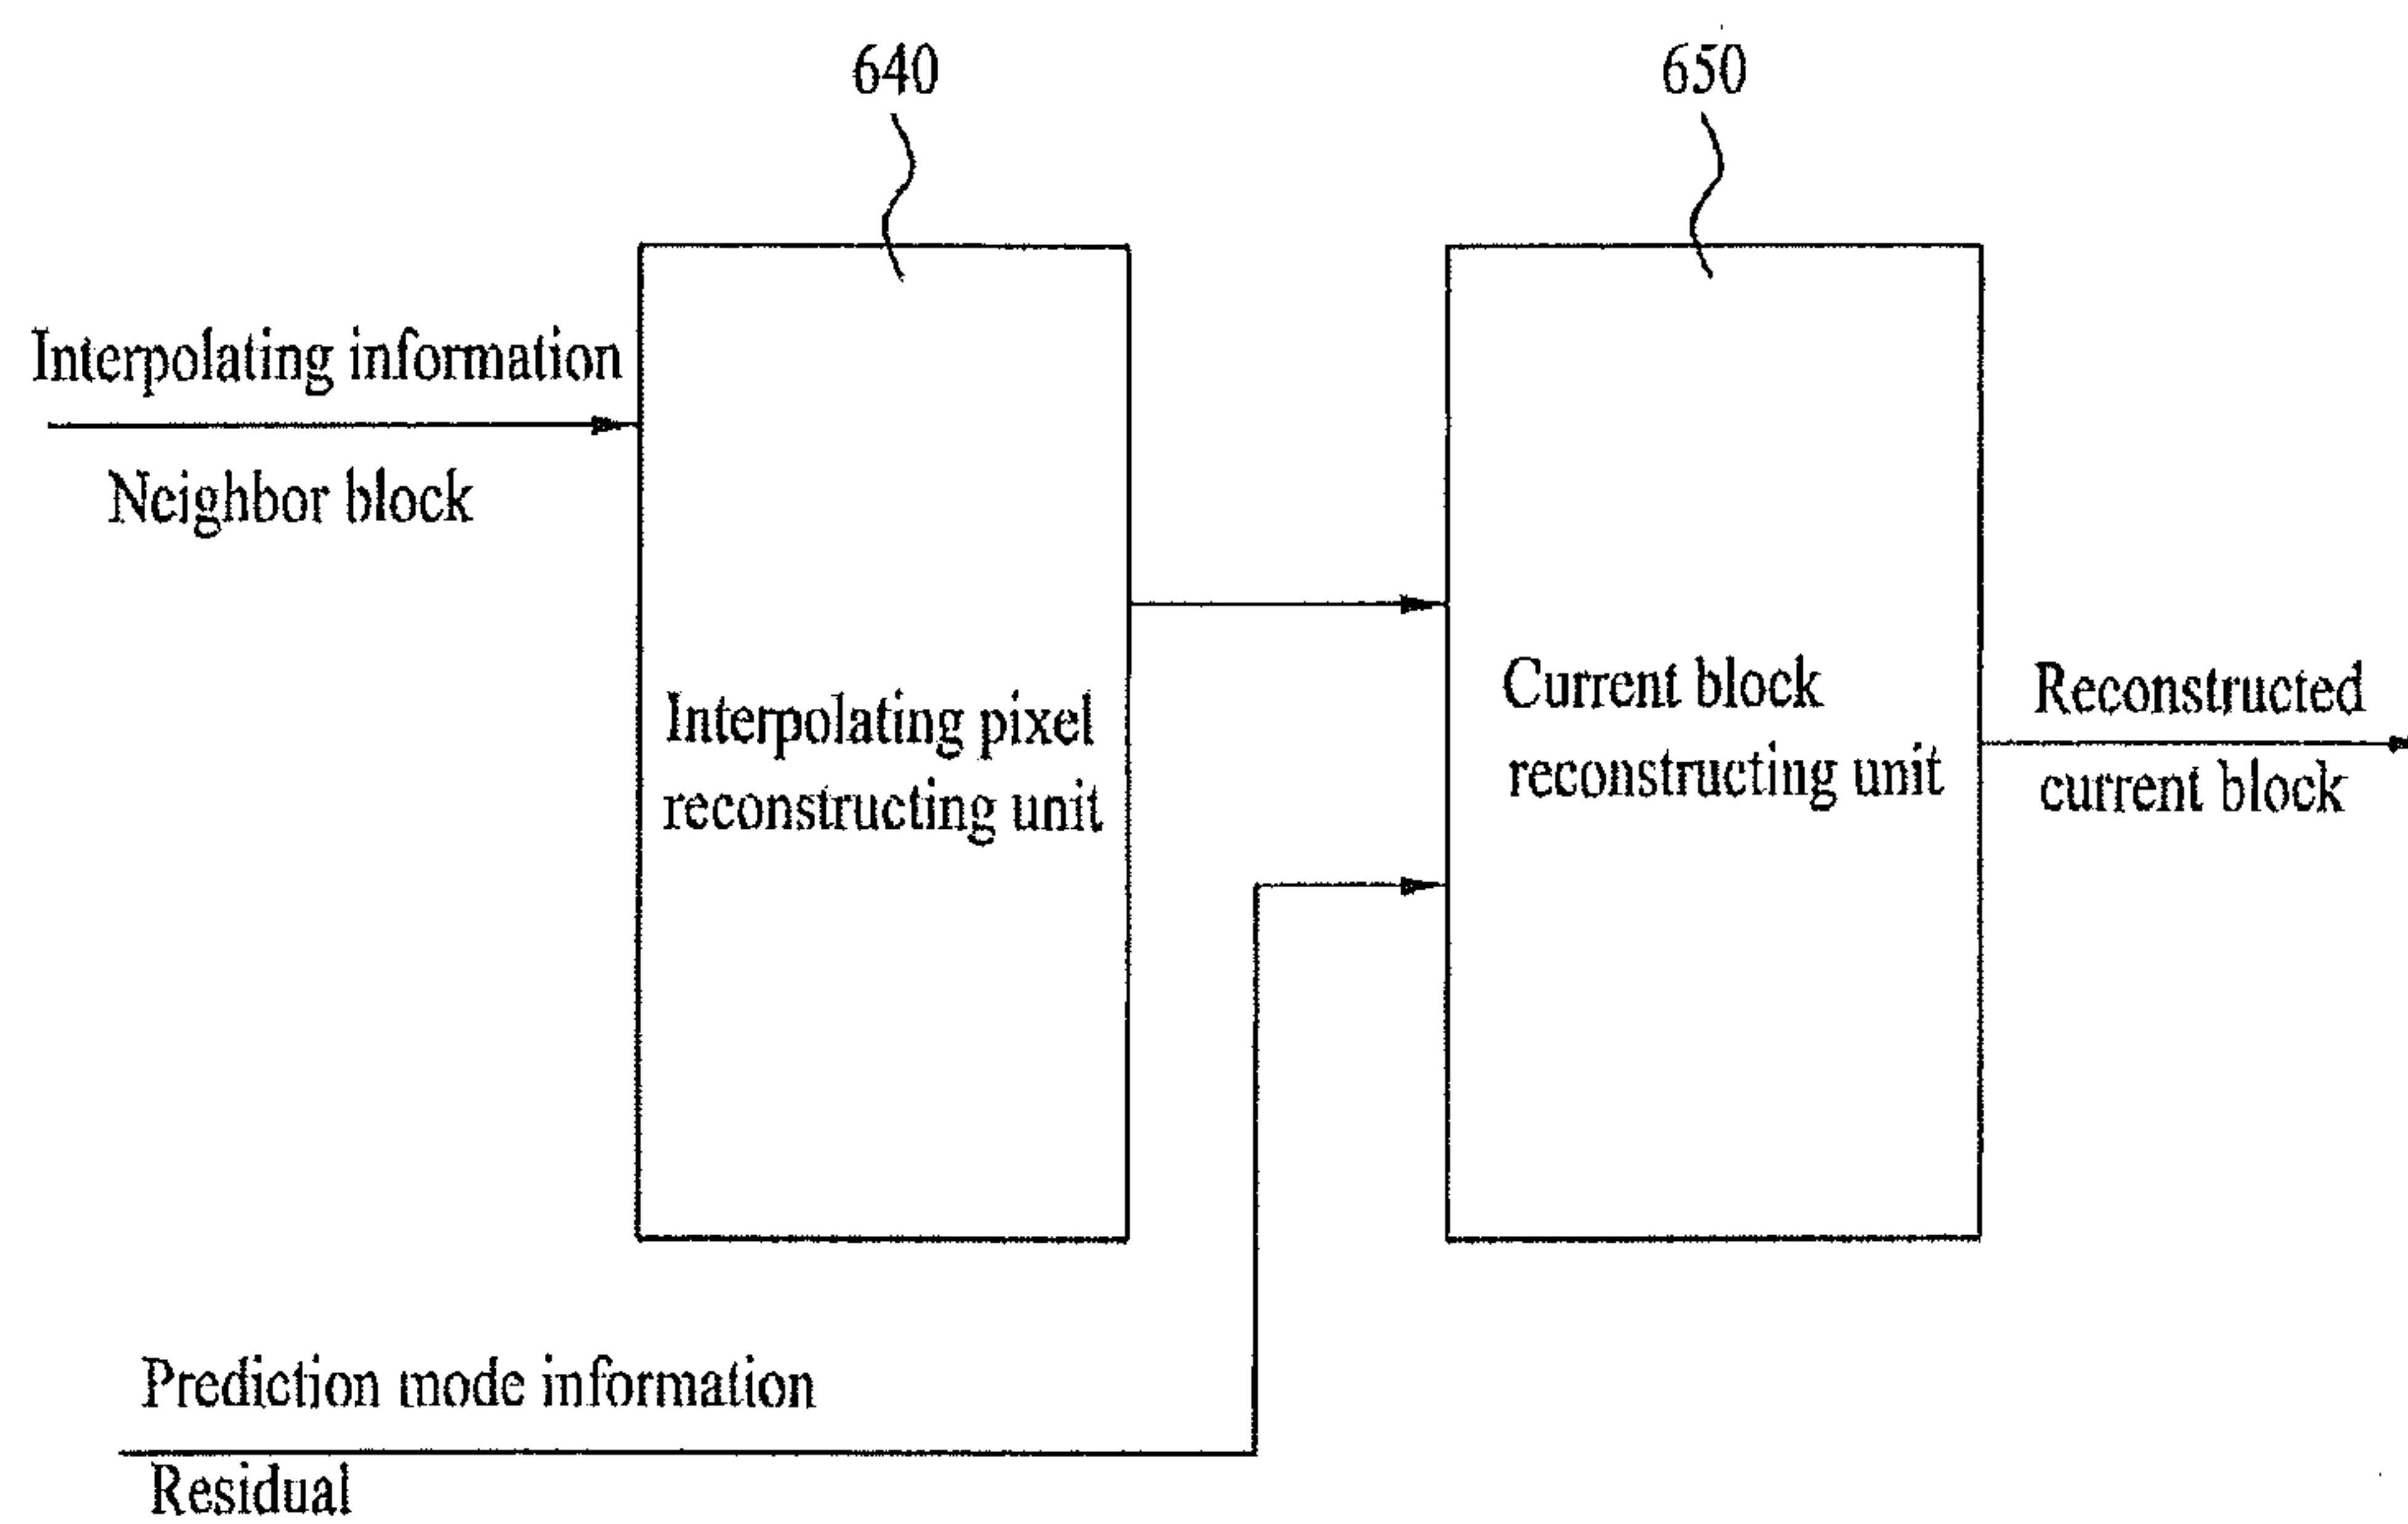 640
650
Interpolating information
Neighbor block
Interpolating pixel
reconstructing unit
Current block
reconstructing unit
Reconstructed
current block
Prediction mode information
Residual